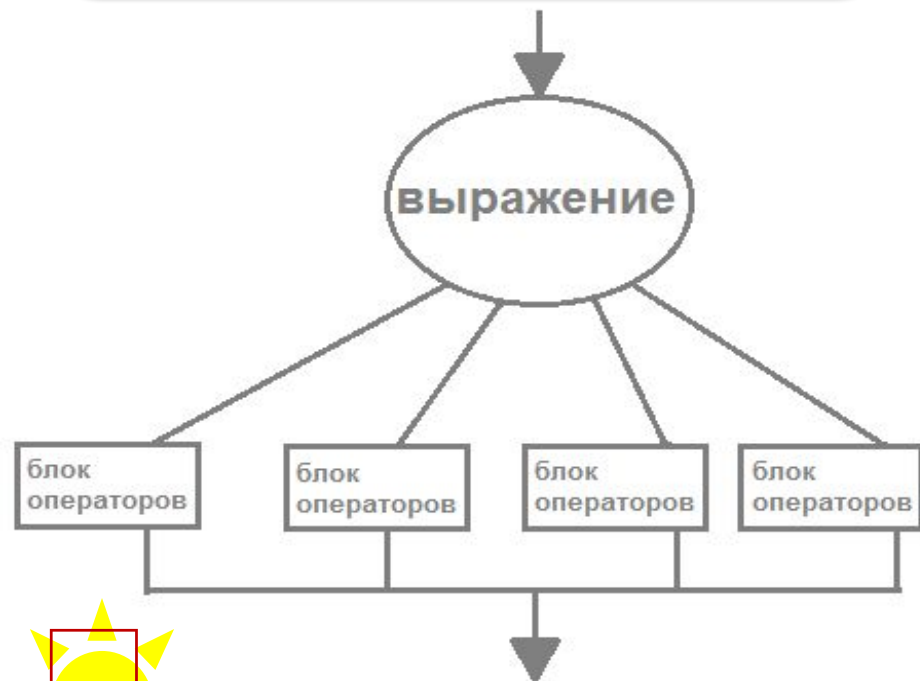 выражение
блок
операторов
блок
операторов
блок
операторов
блок
операторов